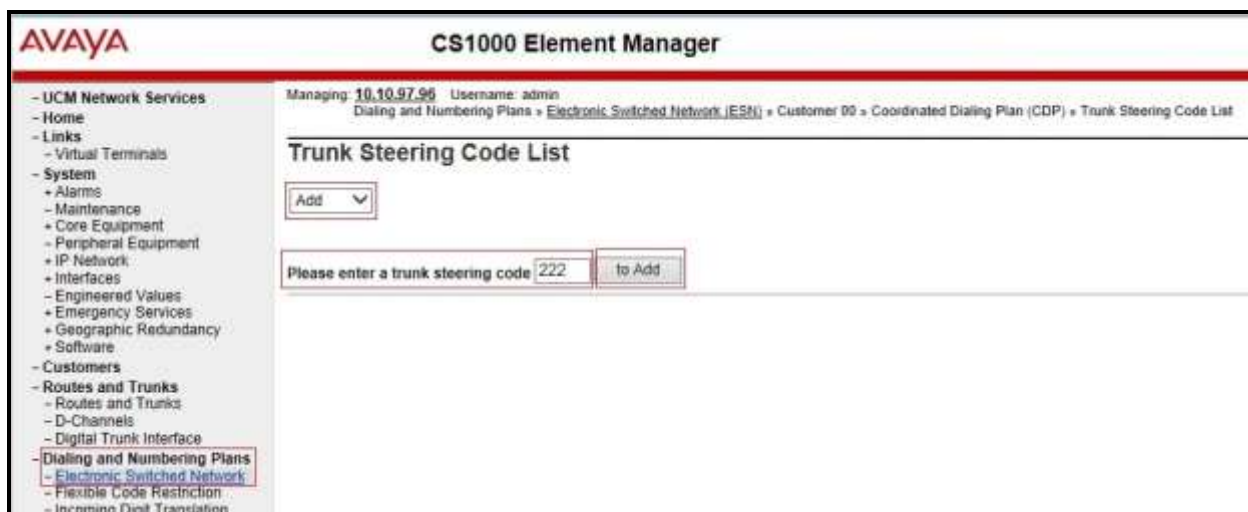 AVAYA
CS1000 Element Manager
- UCM Network Services
- Home
- Links
- Virtual Terminals
- System
+ Alarms
- Maintenance
+ Core Equipment
- Peripheral Equipment
+ IP Network
+ Interfaces
- Engineered Values
+ Emergency Services
+ Geographic Redundancy
+ Software
- Customers
- Routes and Trunks
- Routes and Trunks
- D-Channels
- Digital Trunk Interface
- Dialing and Numbering Plans
- Electronic Switched Network
- Flexible Code Restriction
- Incoming Digit Translation
Managing: 10.10.97.96 Username: admin
Dialing and Numbering Plans » Electronic Switched Network (ESN) » Customer 00 » Coordinated Dialing Plan (CDP) » Trunk Steering Code List
Trunk Steering Code List
Add
Please enter a trunk steering code 222 to Add